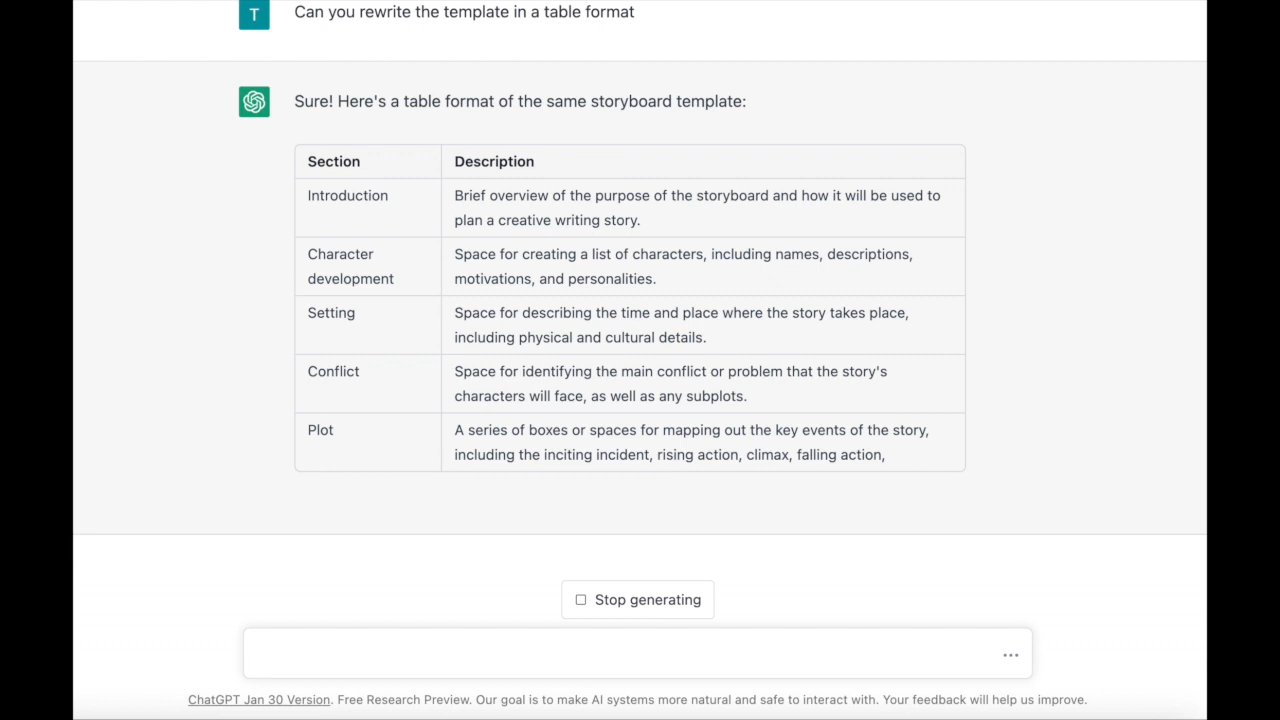 T
Can you rewrite the template in a table format
Sure! Here's a table format of the same storyboard template:
Section Description
Introduction Brief overview of the purpose of the storyboard and how it will be used to
plan a creative writing story.
Character Space for creating a list of characters, including names, descriptions,
development motivations, and personalities.
Setting Space for describing the time and place where the story takes place,
including physical and cultural details.
Conflict Space for identifying the main conflict or problem that the story's
characters will face, as well as any subplots.
Plot A series of boxes or spaces for mapping out the key events of the story,
including the inciting incident, rising action, climax, falling action,
Stop generating
ChatGPT Jan 30 Version. Free Research Preview. Our goal is to make AI systems more natural and safe to interact with. Your feedback will help us improve.